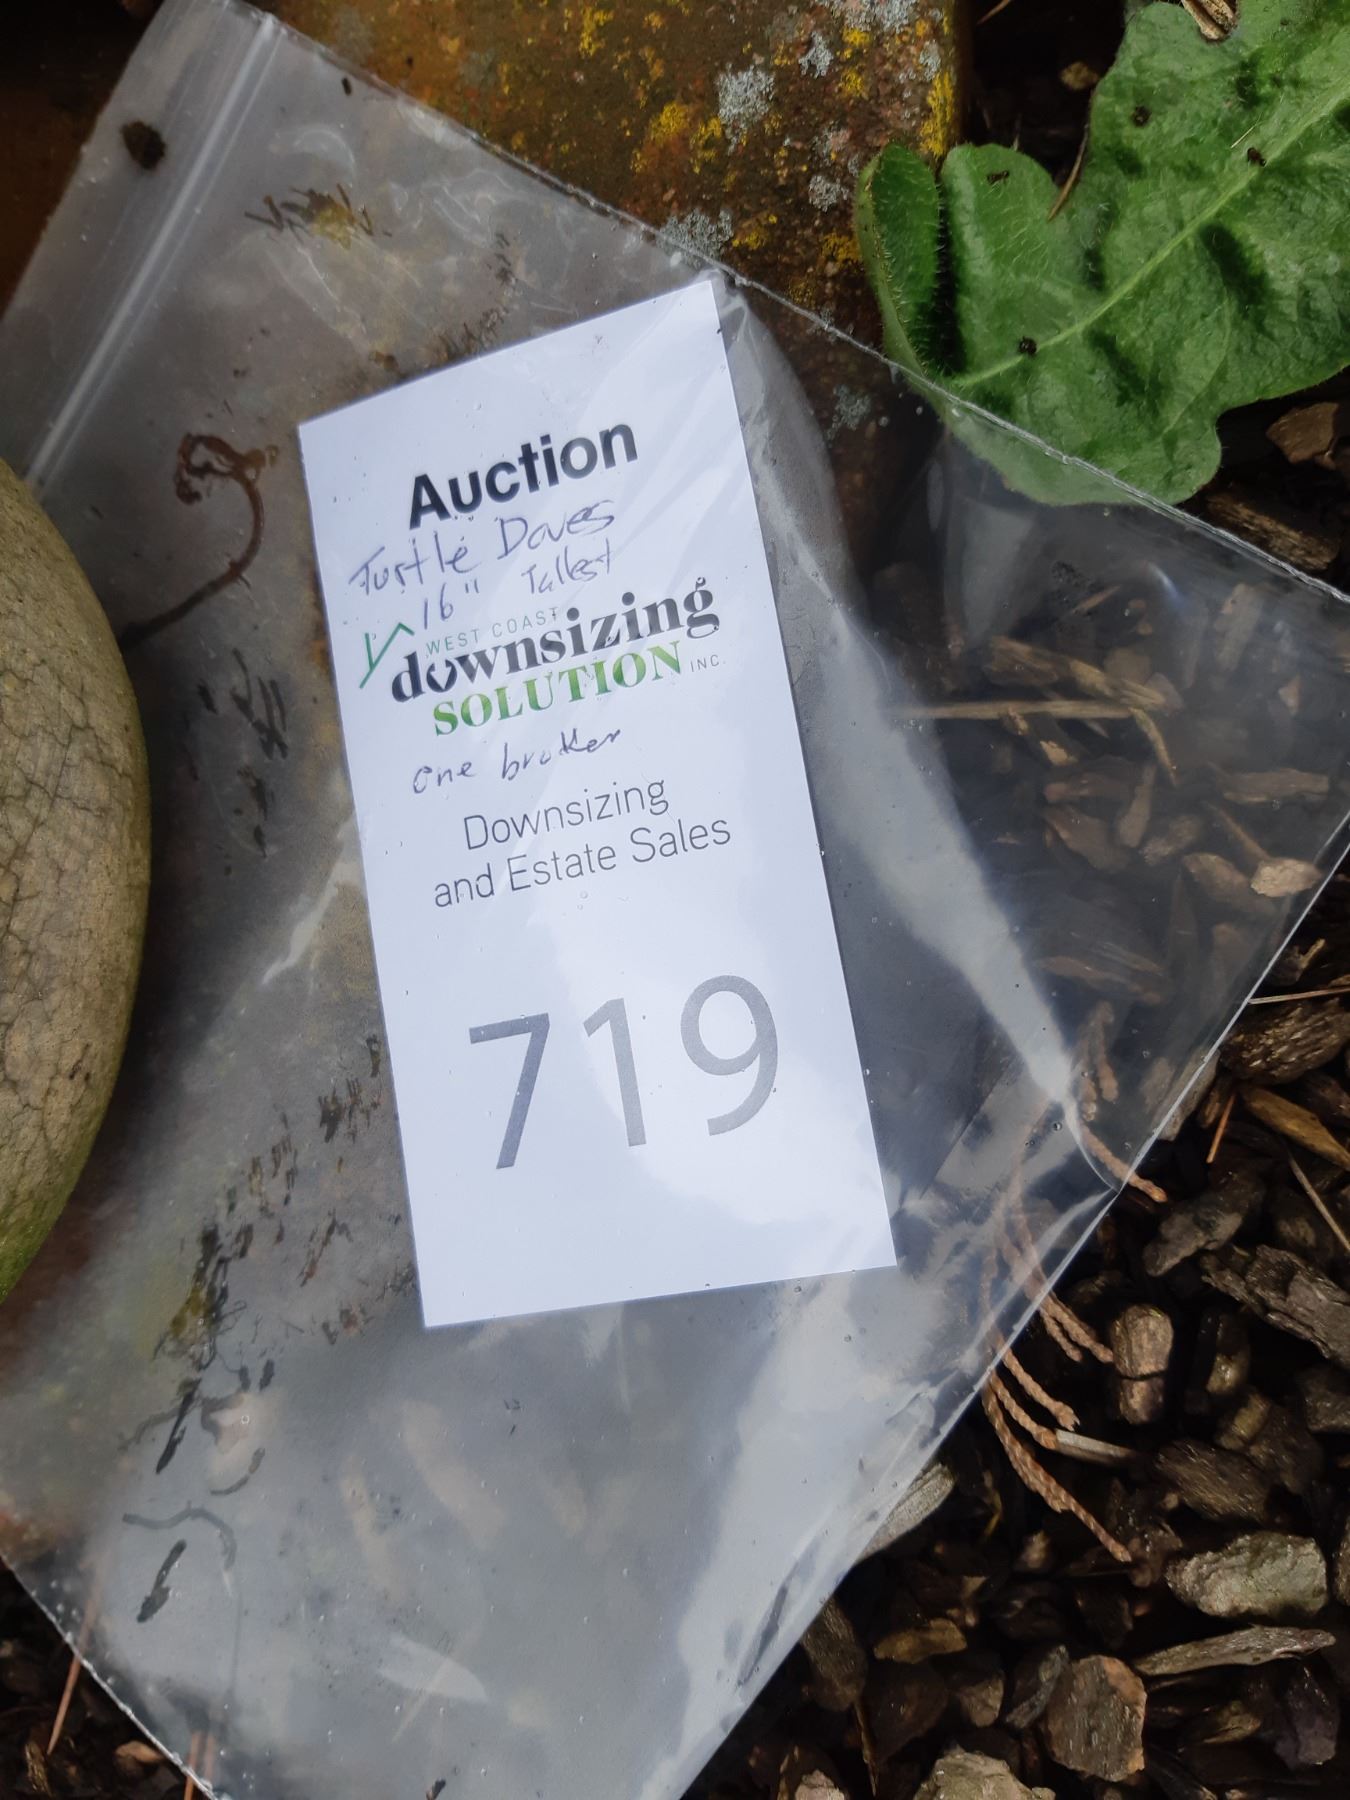 Auction
Turtle Doves
16" Tallest
WEST COAST
downsizing
SOLUTION INC.
one broken
Downsizing
and Estate Sales
719